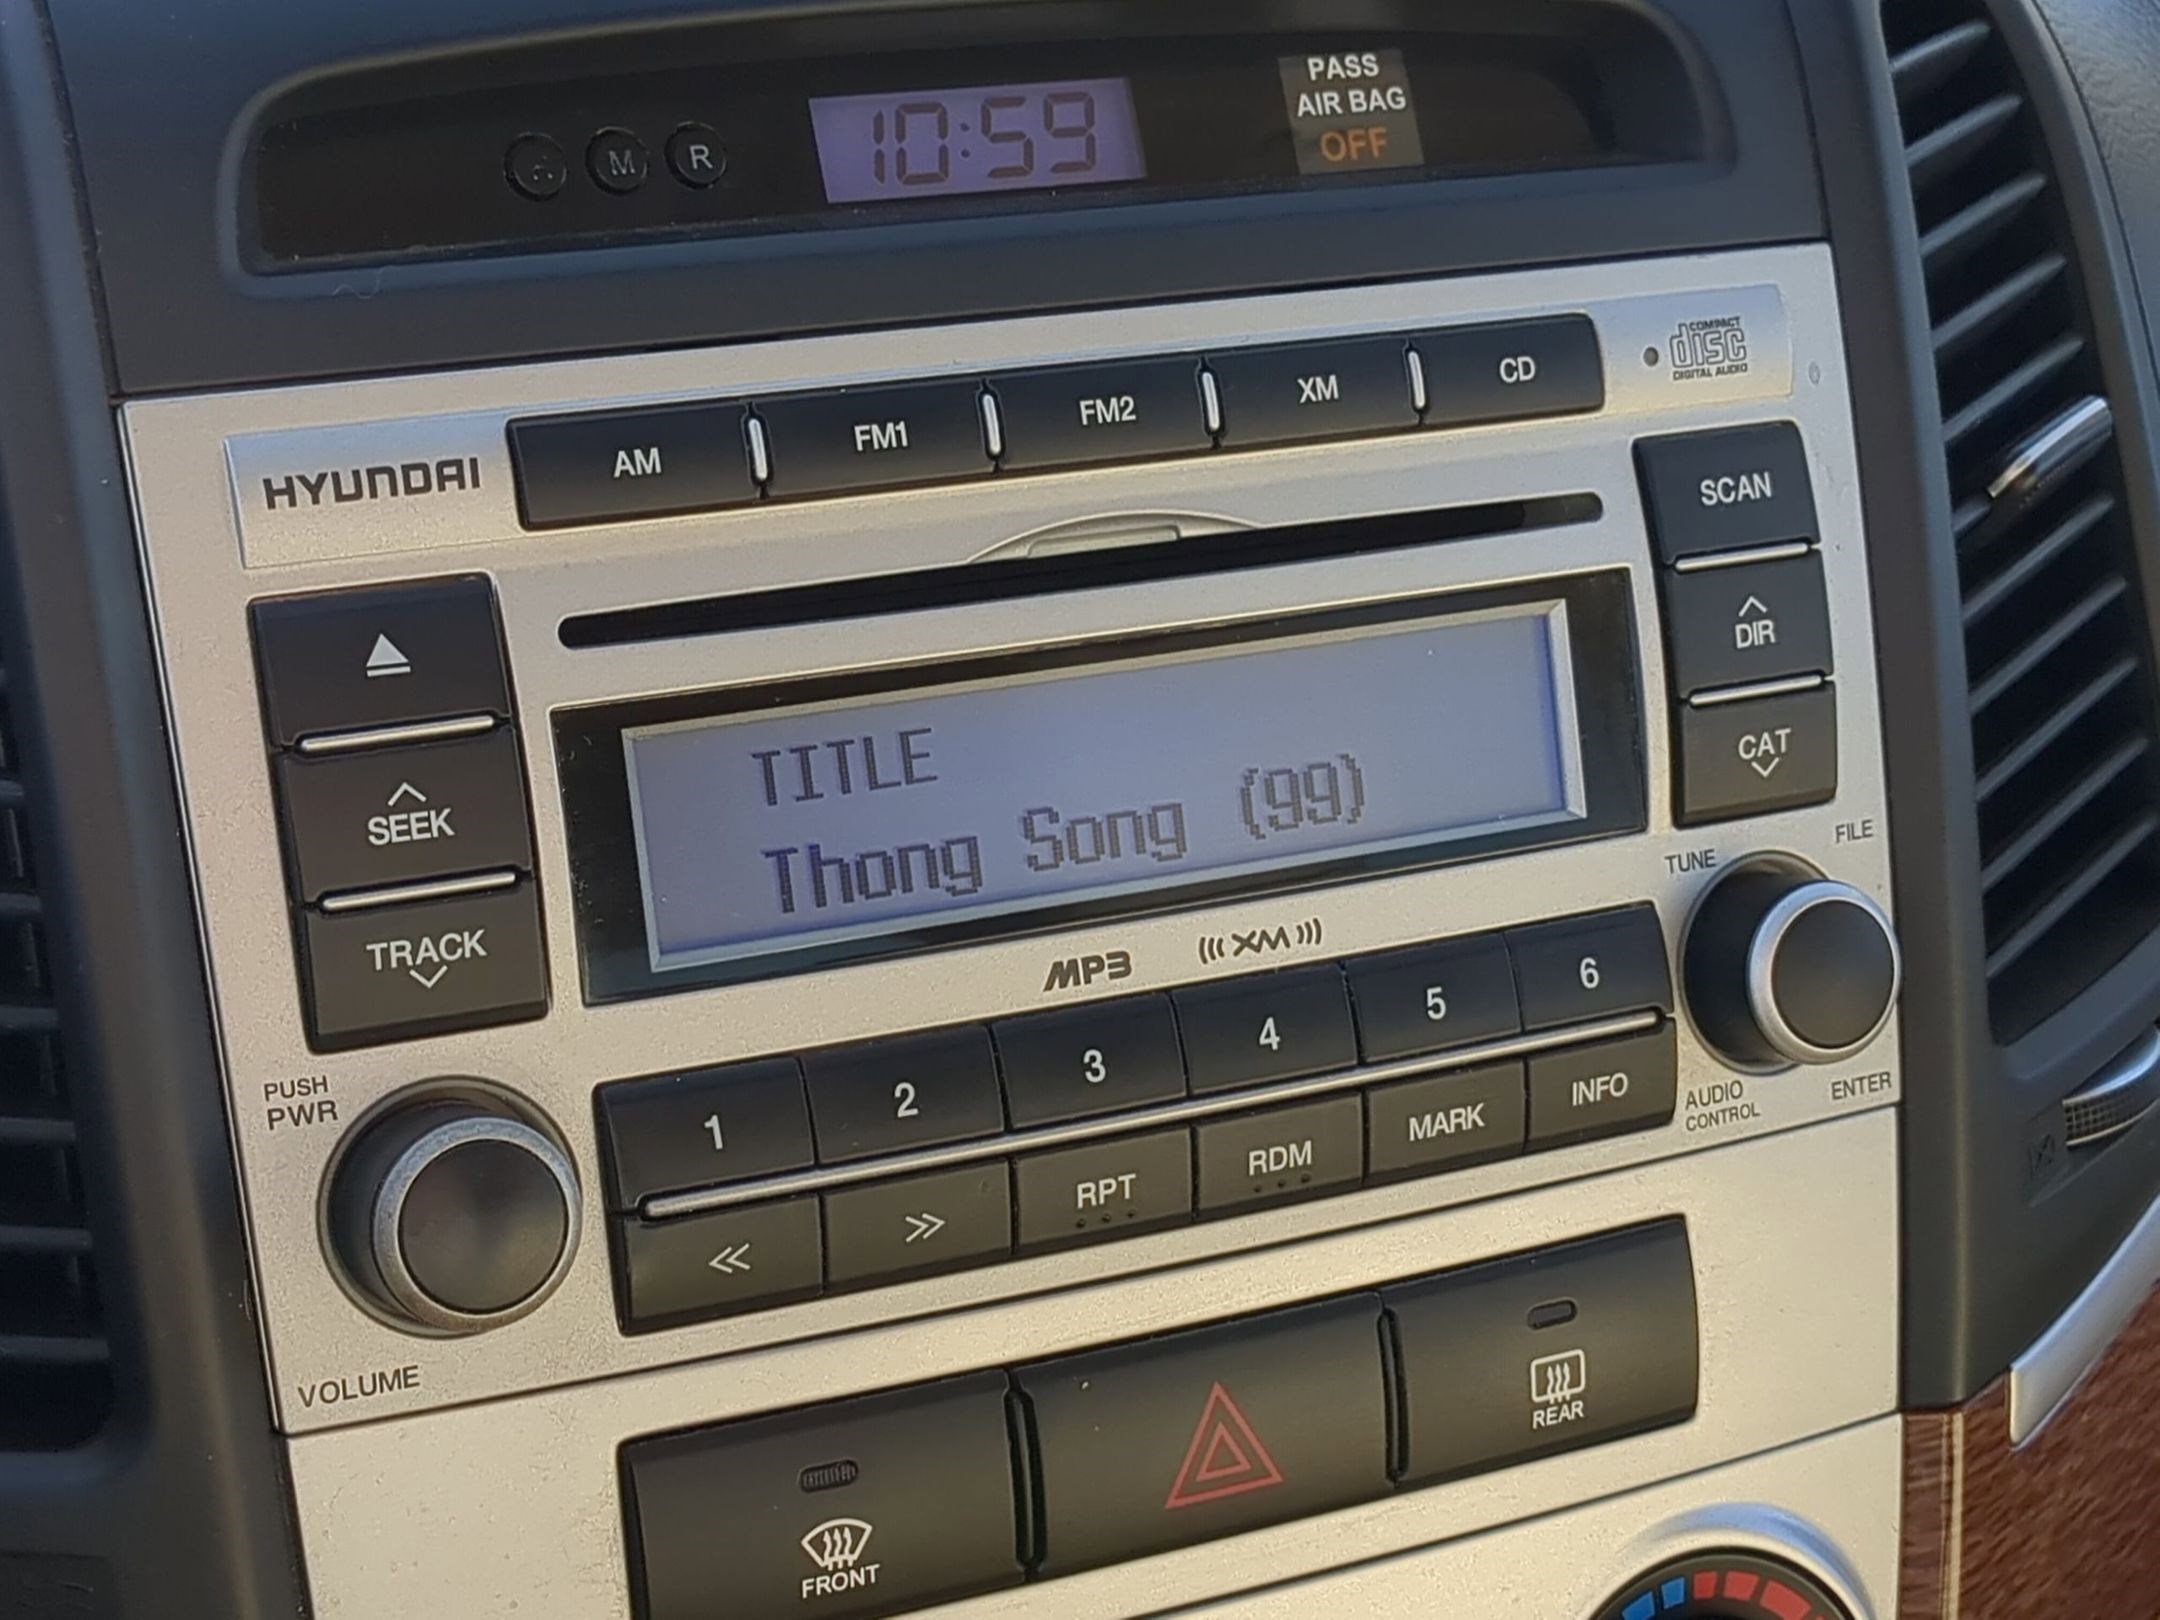 M R
10:59
PASS
AIR BAG
OFF
AM FM1 FM2 XM CD
COMPACT
disc
DIGITAL AUDIO
HYUNDAI
SCAN
DIR
CAT
SEEK
TRACK
TITLE
Thong Song (99)
MP3 XM
TUNE FILE
AUDIO
CONTROL
ENTER
PUSH
PWR
VOLUME
1 2 3 4 5 6
<< >> RPT RDM MARK INFO
FRONT
REAR